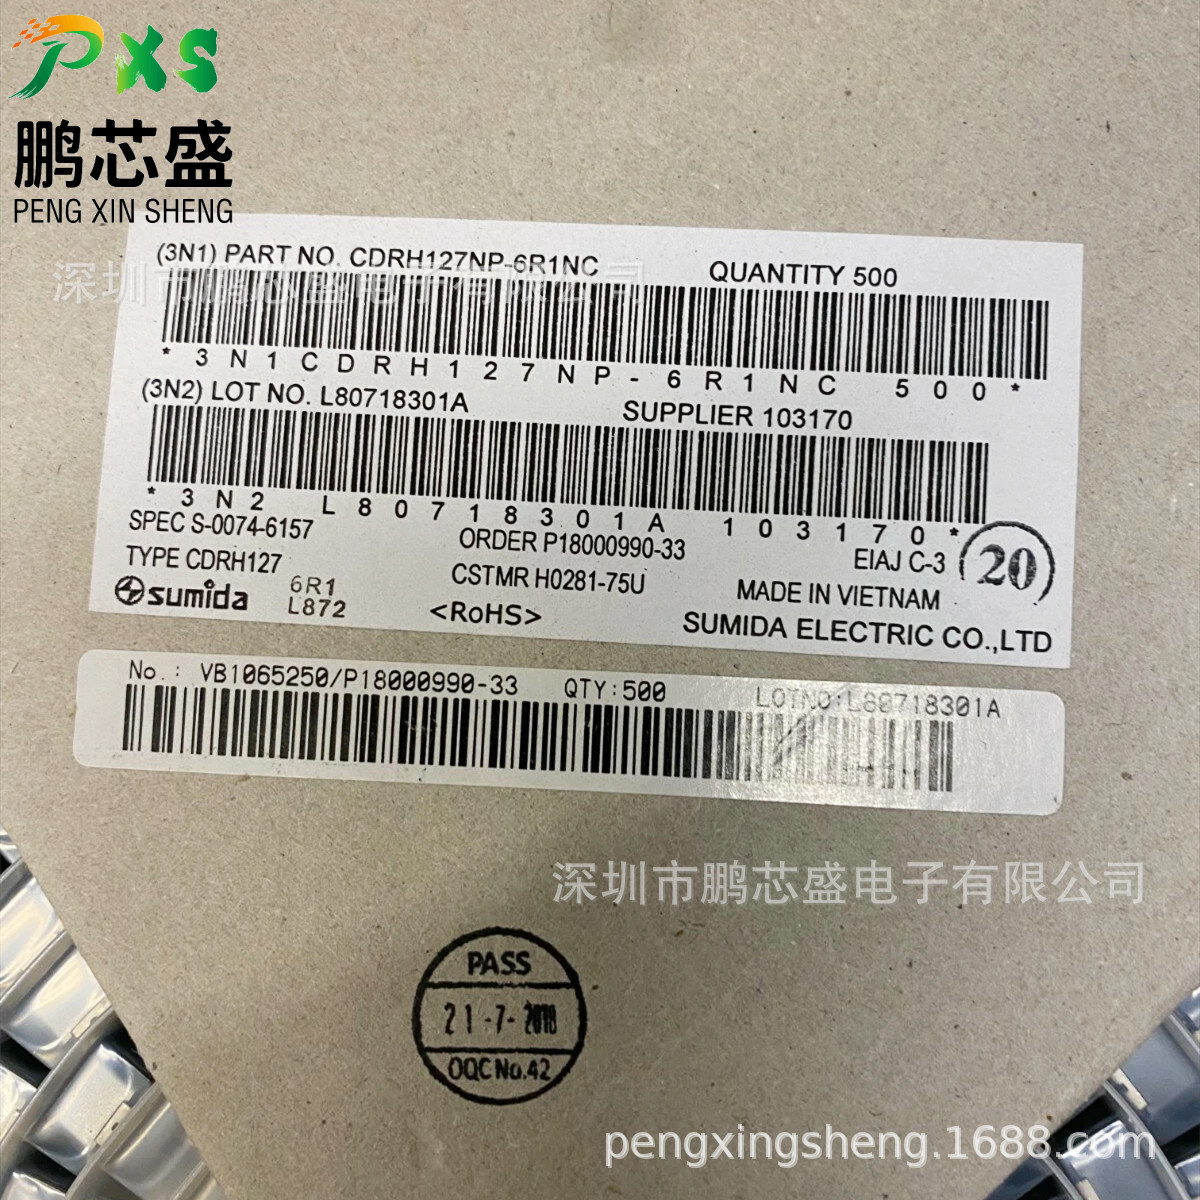 PXS
鹏芯盛
PENG XIN SHENG
(3N1) PART NO. CDRH127NP-6R1NC QUANTITY 500
深圳市鹏芯盛电子有限公司
*3N1CDRH127NP-6R1NC 500*
(3N2) LOT NO. L80718301A SUPPLIER 103170
*3N2 L80718301A 103170*
SPEC S-0074-6157 ORDER P18000990-33 EIAJ C-3 20
TYPE CDRH127 6R1 CSTMR H0281-75U MADE IN VIETNAM
sumida L872 <RoHS> SUMIDA ELECTRIC CO.,LTD
No.: VB1065250/P18000990-33 QTY:500 LOTNO:L80718301A
深圳市鹏芯盛电子有限公司
PASS
21-7-2018
OQC No.42
pengxingsheng.1688.com